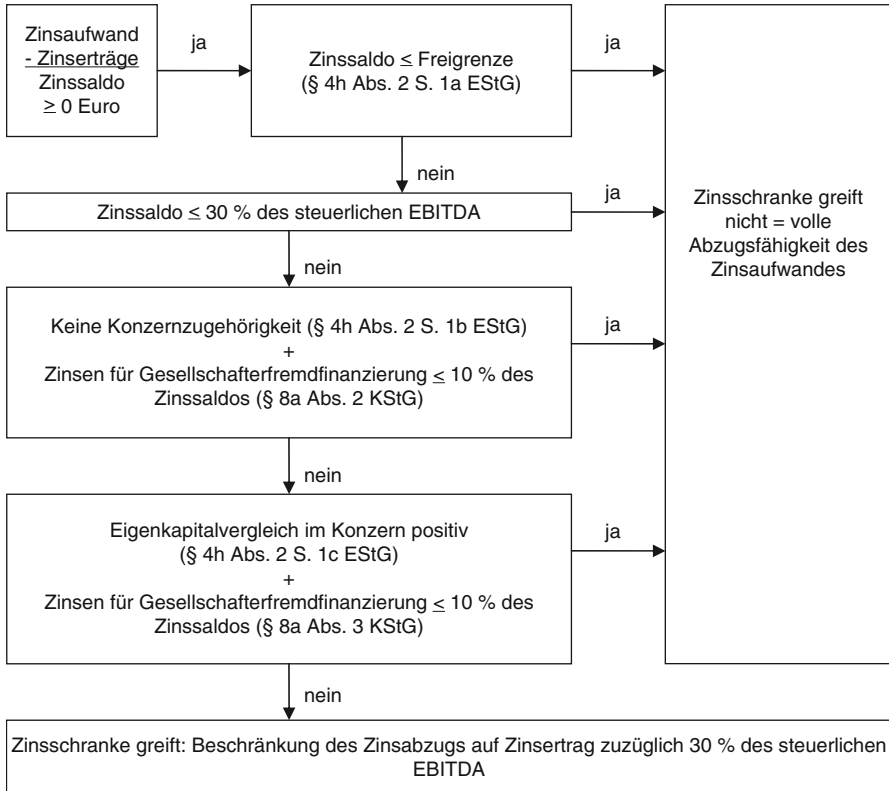 Zinsaufwand
- Zinserträge
Zinssaldo
≥ 0 Euro
ja
Zinssaldo ≤ Freigrenze
(§ 4h Abs. 2 S. 1a EStG)
ja
nein
Zinssaldo ≤ 30 % des steuerlichen EBITDA
ja
nein
Keine Konzernzugehörigkeit (§ 4h Abs. 2 S. 1b EStG)
+
Zinsen für Gesellschafterfremdfinanzierung ≤ 10 % des
Zinssaldos (§ 8a Abs. 2 KStG)
ja
nein
Eigenkapitalvergleich im Konzern positiv
(§ 4h Abs. 2 S. 1c EStG)
+
Zinsen für Gesellschafterfremdfinanzierung ≤ 10 % des
Zinssaldos (§ 8a Abs. 3 KStG)
ja
nein
Zinsschranke greift
nicht = volle
Abzugsfähigkeit des
Zinsaufwandes
Zinsschranke greift: Beschränkung des Zinsabzugs auf Zinsertrag zuzüglich 30 % des steuerlichen
EBITDA